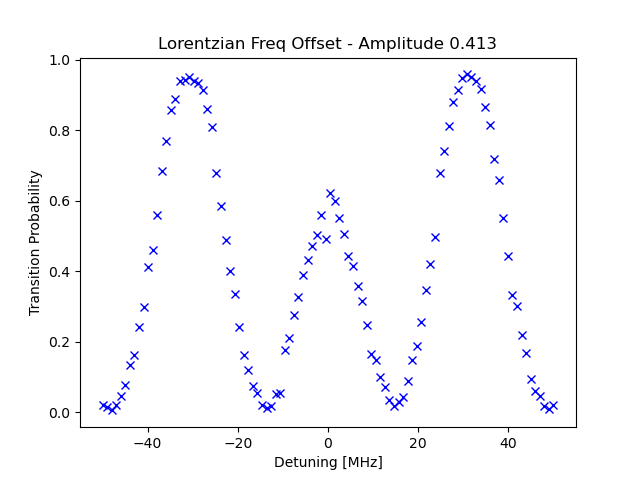 Lorentzian Freq Offset - Amplitude 0.413
Transition Probability
1.0
0.8
0.6
0.4
0.2
0.0
−40 −20 0 20 40
Detuning [MHz]